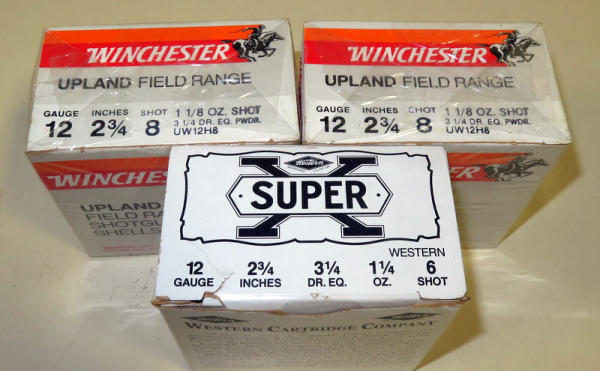 WINCHESTER
UPLAND FIELD RANGE
GAUGE INCHES SHOT 1 1/8 OZ. SHOT
12 2¾ 8 3 1/4 DR. EQ. PWDR.
UW12H8
WINCHESTER
UPLAND FIELD RANGE
GAUGE INCHES SHOT 1 1/8 OZ. SHOT
12 2¾ 8 3 1/4 DR. EQ. PWDR.
UW12H8
WINCHES
UPLAND
FIELD RA
SHOTGU
SHELLS
Western
X
SUPER
WESTERN
12 2¾ 3¼ 1¼ 6
GAUGE INCHES DR. EQ. OZ. SHOT
WESTERN CARTRIDGE COMPANY